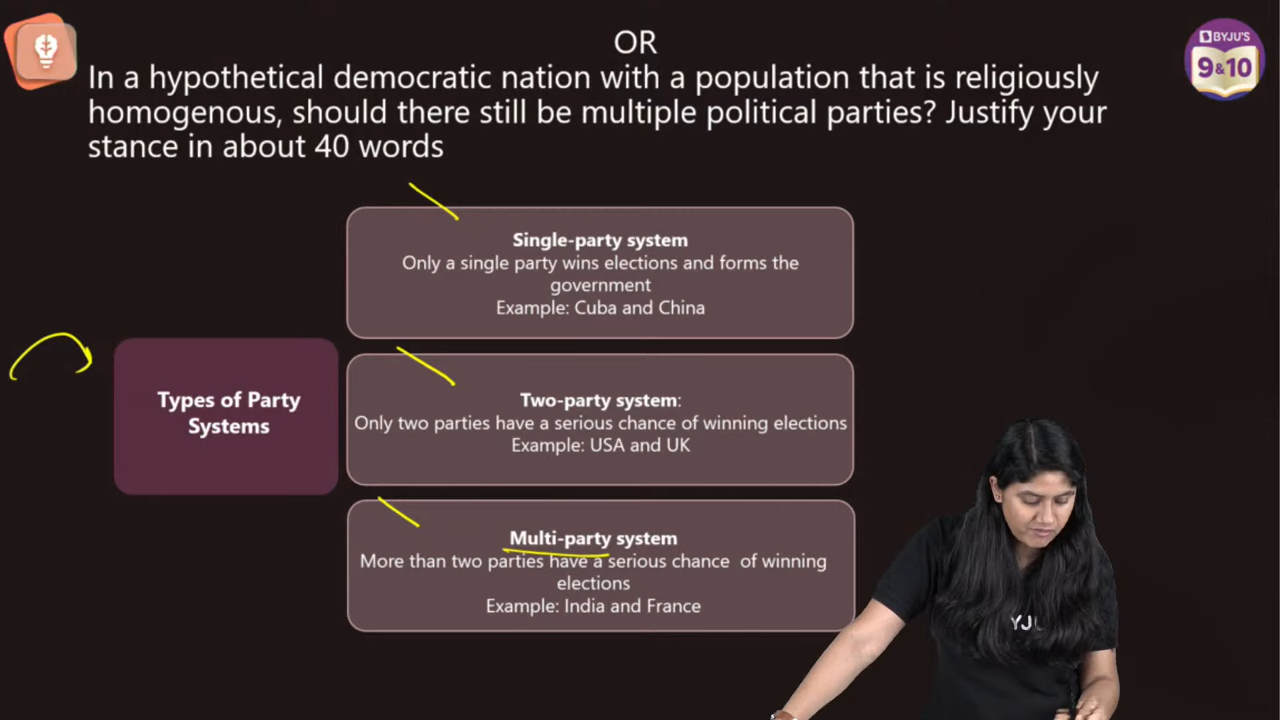 OR
BYJU'S
9&10
In a hypothetical democratic nation with a population that is religiously
homogenous, should there still be multiple political parties? Justify your
stance in about 40 words
Single-party system
Only a single party wins elections and forms the
government
Example: Cuba and China
Types of Party
Systems
Two-party system:
Only two parties have a serious chance of winning elections
Example: USA and UK
Multi-party system
More than two parties have a serious chance of winning
elections
Example: India and France